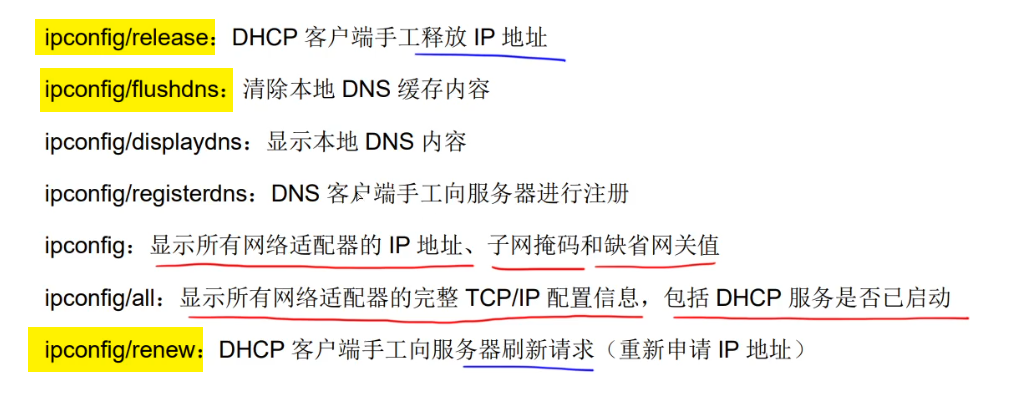 ipconfig/release：DHCP 客户端手工释放 IP 地址
ipconfig/flushdns：清除本地 DNS 缓存内容
ipconfig/displaydns：显示本地 DNS 内容
ipconfig/registerdns：DNS 客户端手工向服务器进行注册
ipconfig：显示所有网络适配器的 IP 地址、子网掩码和缺省网关值
ipconfig/all：显示所有网络适配器的完整 TCP/IP 配置信息，包括 DHCP 服务是否已启动
ipconfig/renew：DHCP 客户端手工向服务器刷新请求（重新申请 IP 地址）